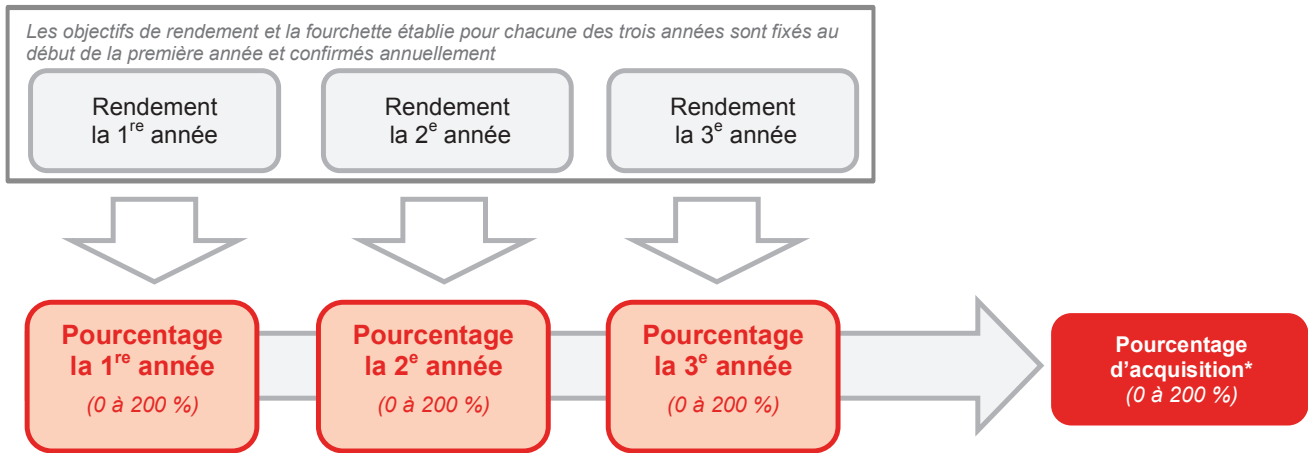 Les objectifs de rendement et la fourchette établie pour chacune des trois années sont fixés au
début de la première année et confirmés annuellement
Rendement
la 1re année
Rendement
la 2e année
Rendement
la 3e année
Pourcentage
la 1re année
(0 à 200 %)
Pourcentage
la 2e année
(0 à 200 %)
Pourcentage
la 3e année
(0 à 200 %)
Pourcentage
d’acquisition*
(0 à 200 %)